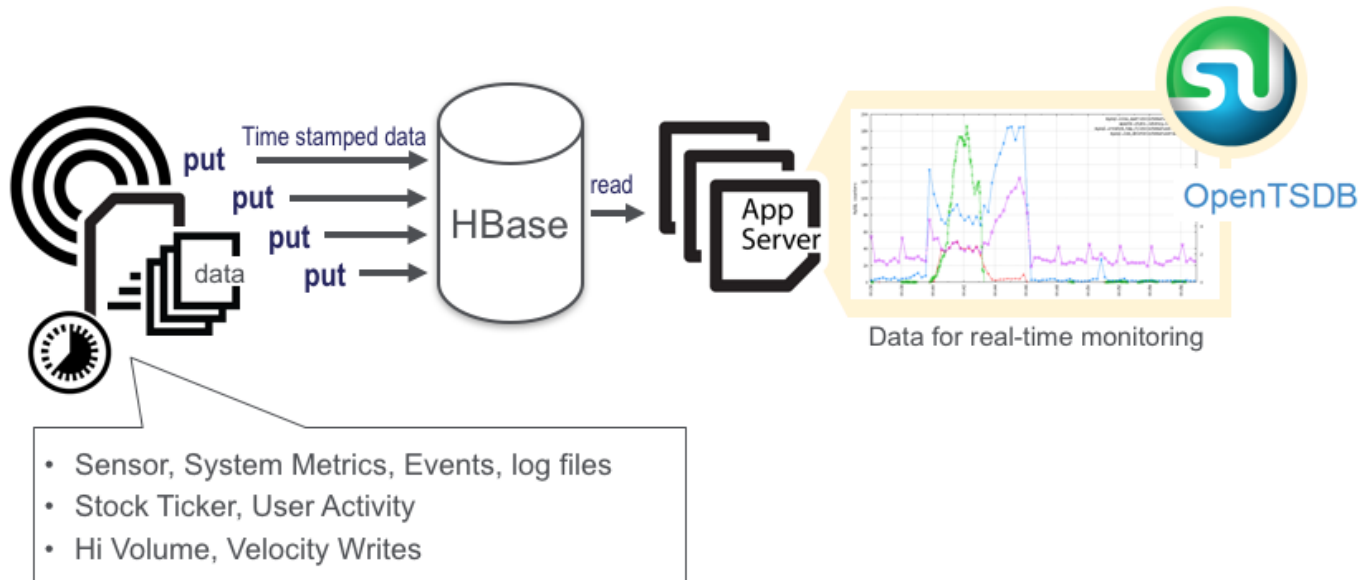 Time stamped data
put
put
put
put
data
HBase
read
App
Server
OpenTSDB
Data for real-time monitoring
• Sensor, System Metrics, Events, log files
• Stock Ticker, User Activity
• Hi Volume, Velocity Writes